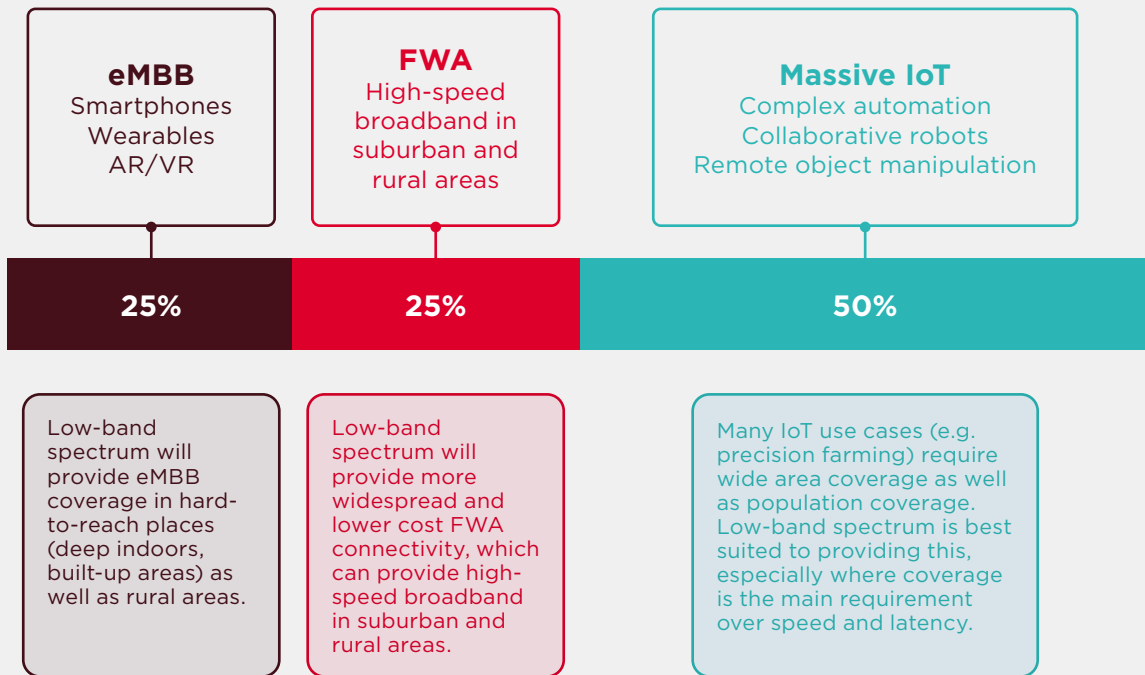 eMBB
Smartphones
Wearables
AR/VR
FWA
High-speed
broadband in
suburban and
rural areas
Massive IoT
Complex automation
Collaborative robots
Remote object manipulation
25%
25%
50%
Low-band
spectrum will
provide eMBB
coverage in hard-
to-reach places
(deep indoors,
built-up areas) as
well as rural areas.
Low-band
spectrum will
provide more
widespread and
lower cost FWA
connectivity, which
can provide high-
speed broadband
in suburban and
rural areas.
Many IoT use cases (e.g.
precision farming) require
wide area coverage as well
as population coverage.
Low-band spectrum is best
suited to providing this,
especially where coverage
is the main requirement
over speed and latency.